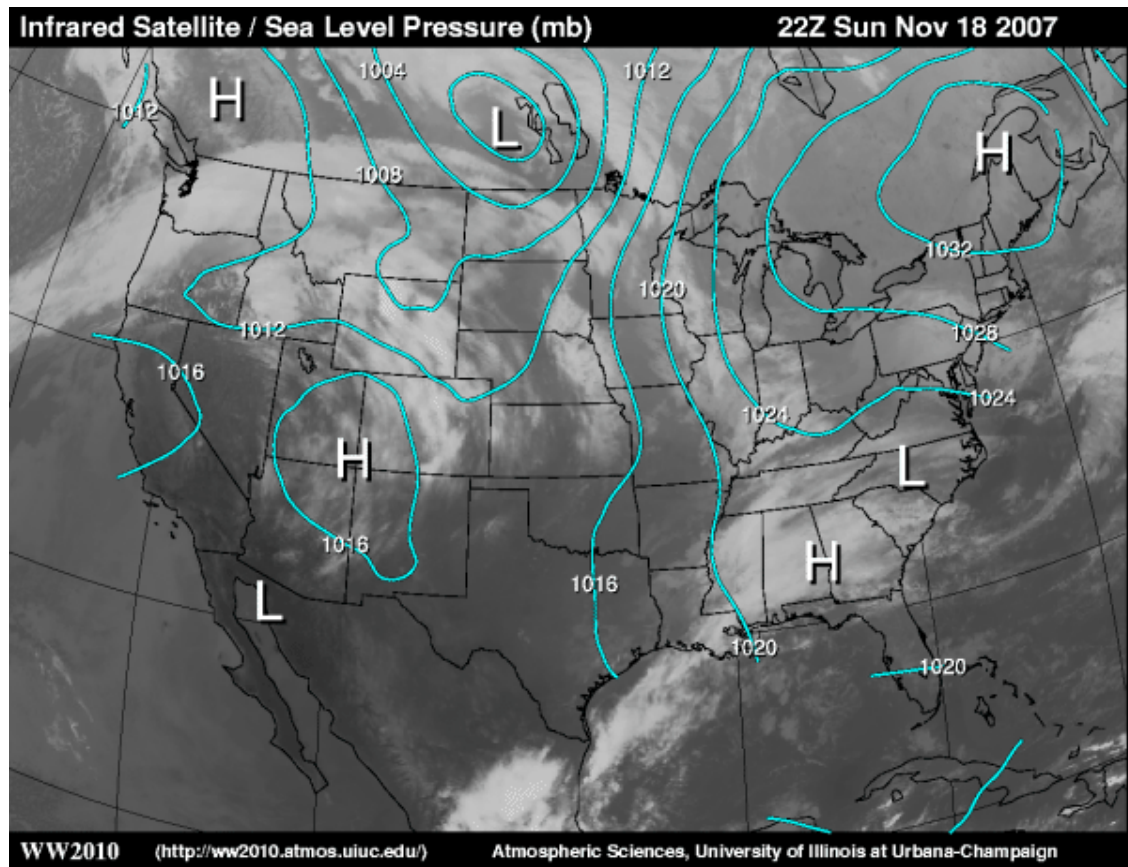 Infrared Satellite / Sea Level Pressure (mb) 22Z Sun Nov 18 2007
1004 1012
H
1012
L
H
1008
1032
1020
1012 1028
1016
1024 1024
H L
1016
H
1016
L
1020
1020
WW2010 (http://ww2010.atmos.uiuc.edu/) Atmospheric Sciences, University of Illinois at Urbana-Champaign